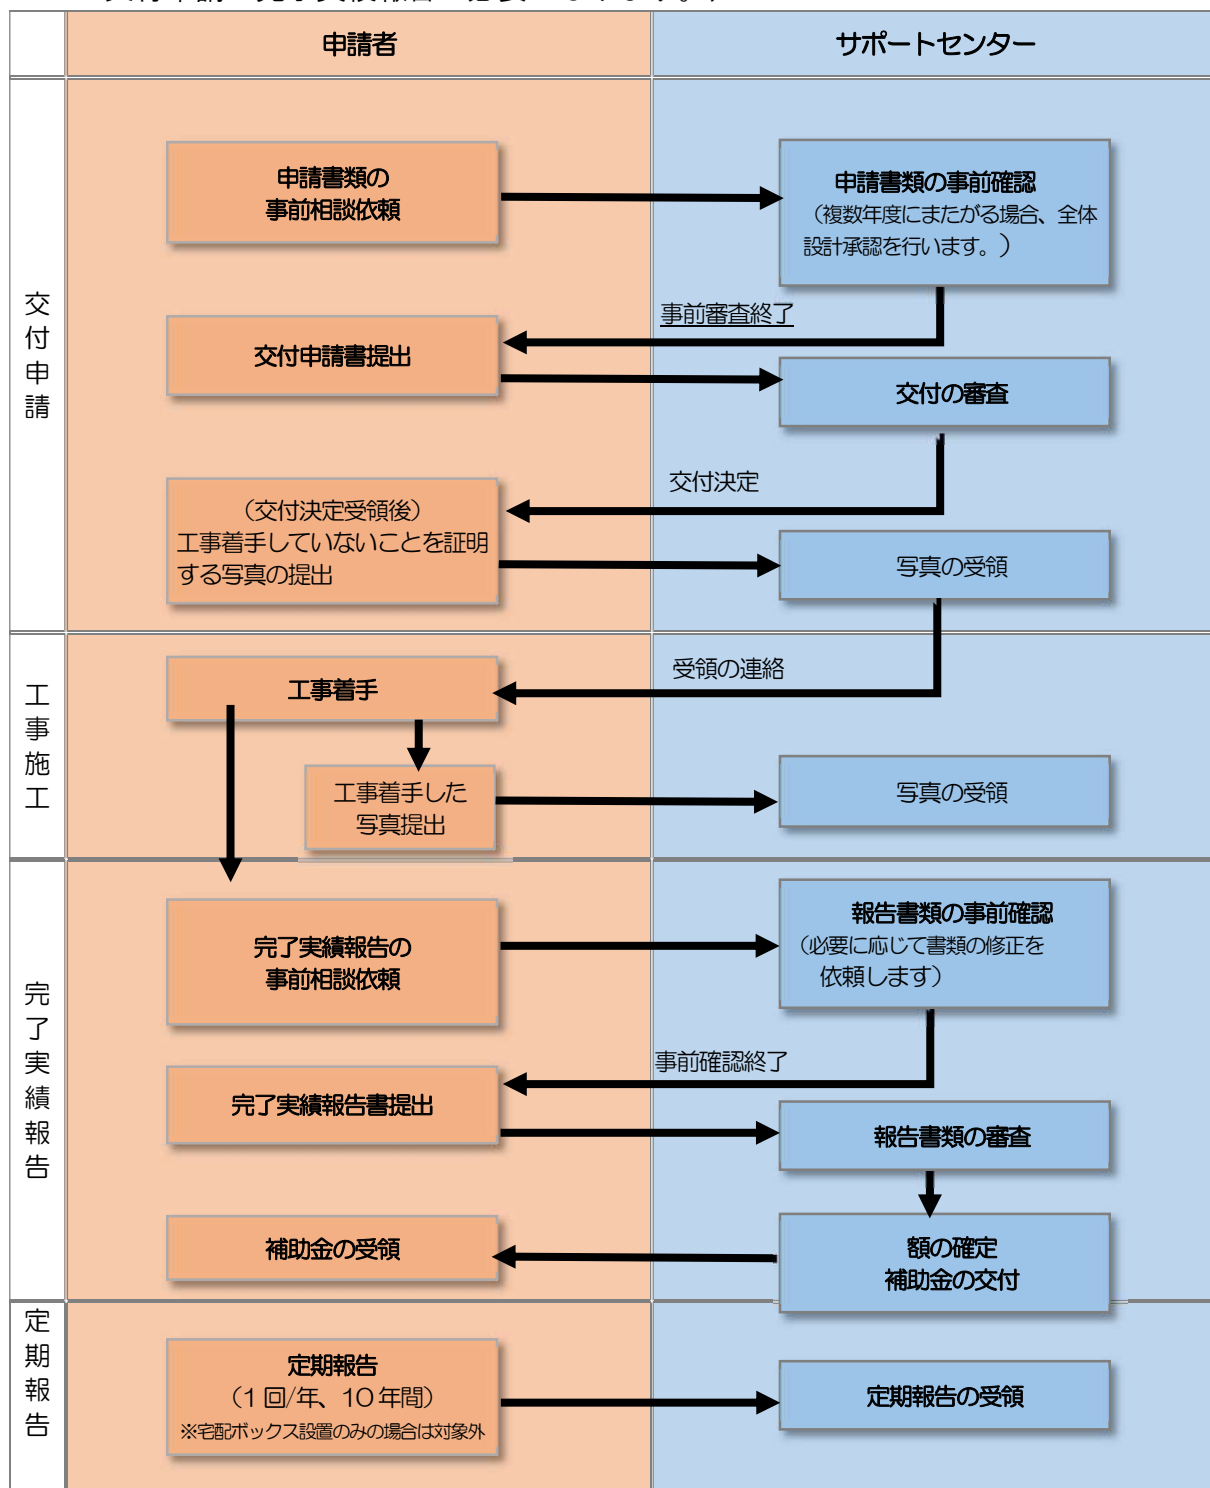 申請者
サポートセンター
交付申請
申請書類の
事前相談依頼
申請書類の事前確認
（複数年度にまたがる場合、全体
設計承認を行います。）
事前審査終了
交付申請書提出
交付の審査
交付決定
（交付決定受領後）
工事着手していないことを証明
する写真の提出
写真の受領
工事施工
受領の連絡
工事着手
工事着手した
写真提出
写真の受領
完了実績報告
完了実績報告の
事前相談依頼
報告書類の事前確認
（必要に応じて書類の修正を
依頼します）
事前確認終了
完了実績報告書提出
報告書類の審査
補助金の受領
額の確定
補助金の交付
定期報告
定期報告
（1回/年、10年間）
※宅配ボックス設置のみの場合は対象外
定期報告の受領